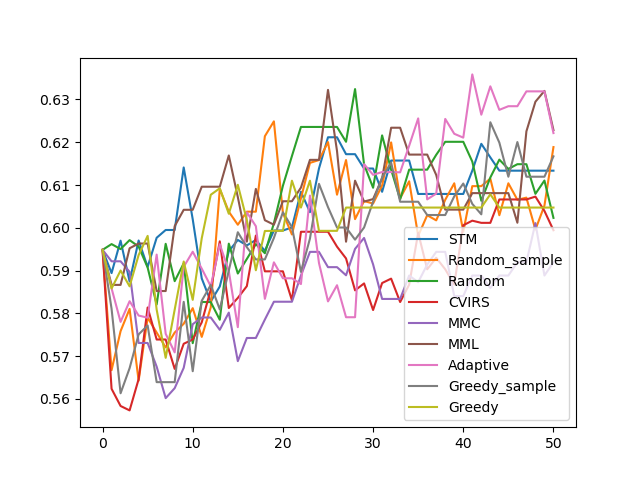 0.63
0.62
0.61
0.60
0.59
0.58
0.57
0.56
0
10
20
30
40
50
STM
Random_sample
Random
CVIRS
MMC
MML
Adaptive
Greedy_sample
Greedy